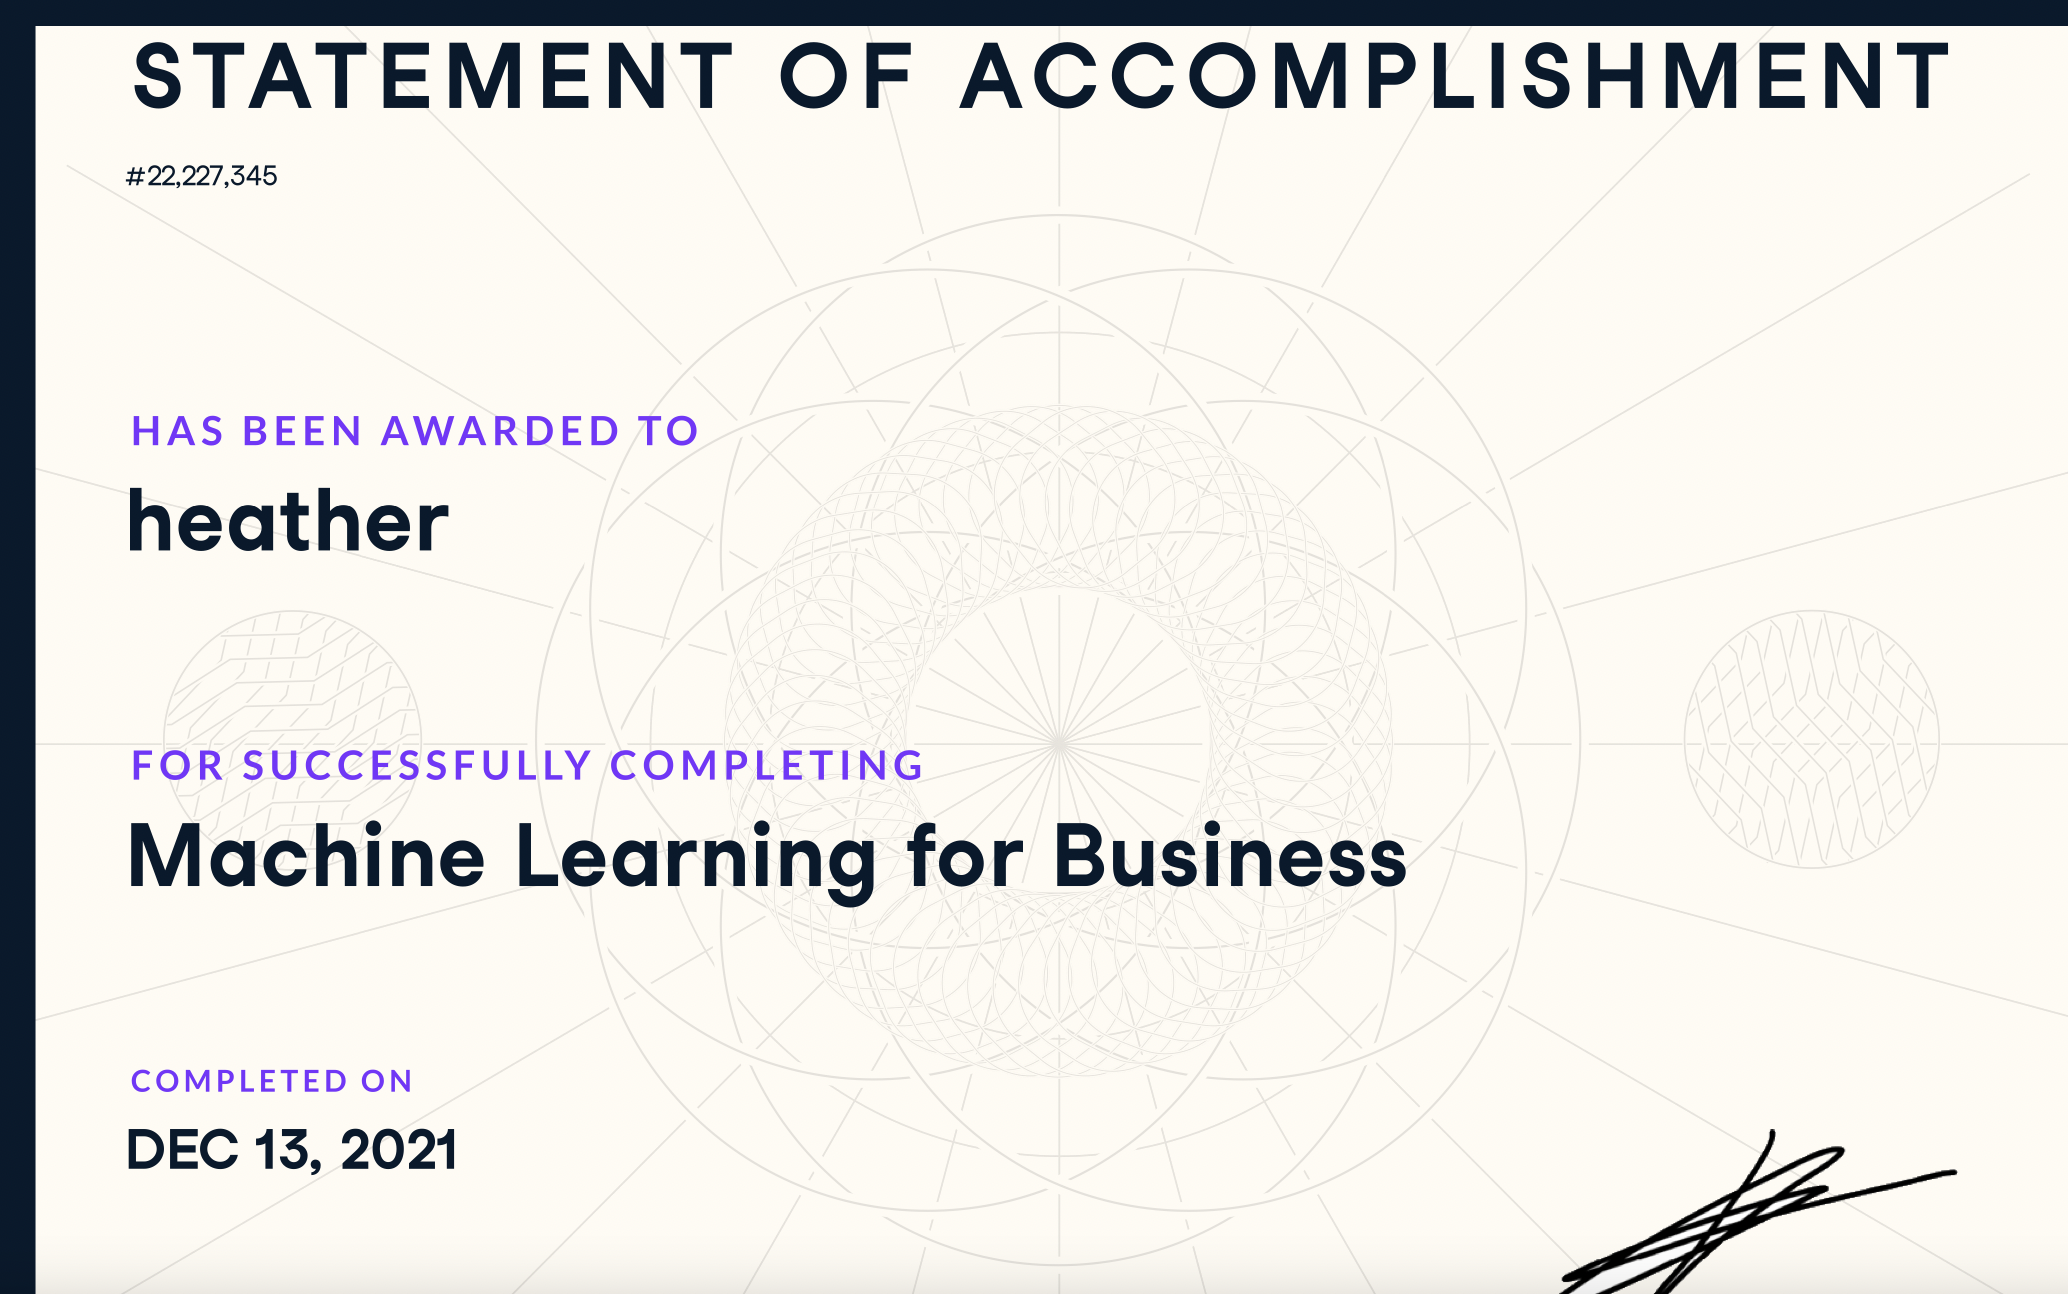 STATEMENT OF ACCOMPLISHMENT
#22,227,345
HAS BEEN AWARDED TO
heather
FOR SUCCESSFULLY COMPLETING
Machine Learning for Business
COMPLETED ON
DEC 13, 2021